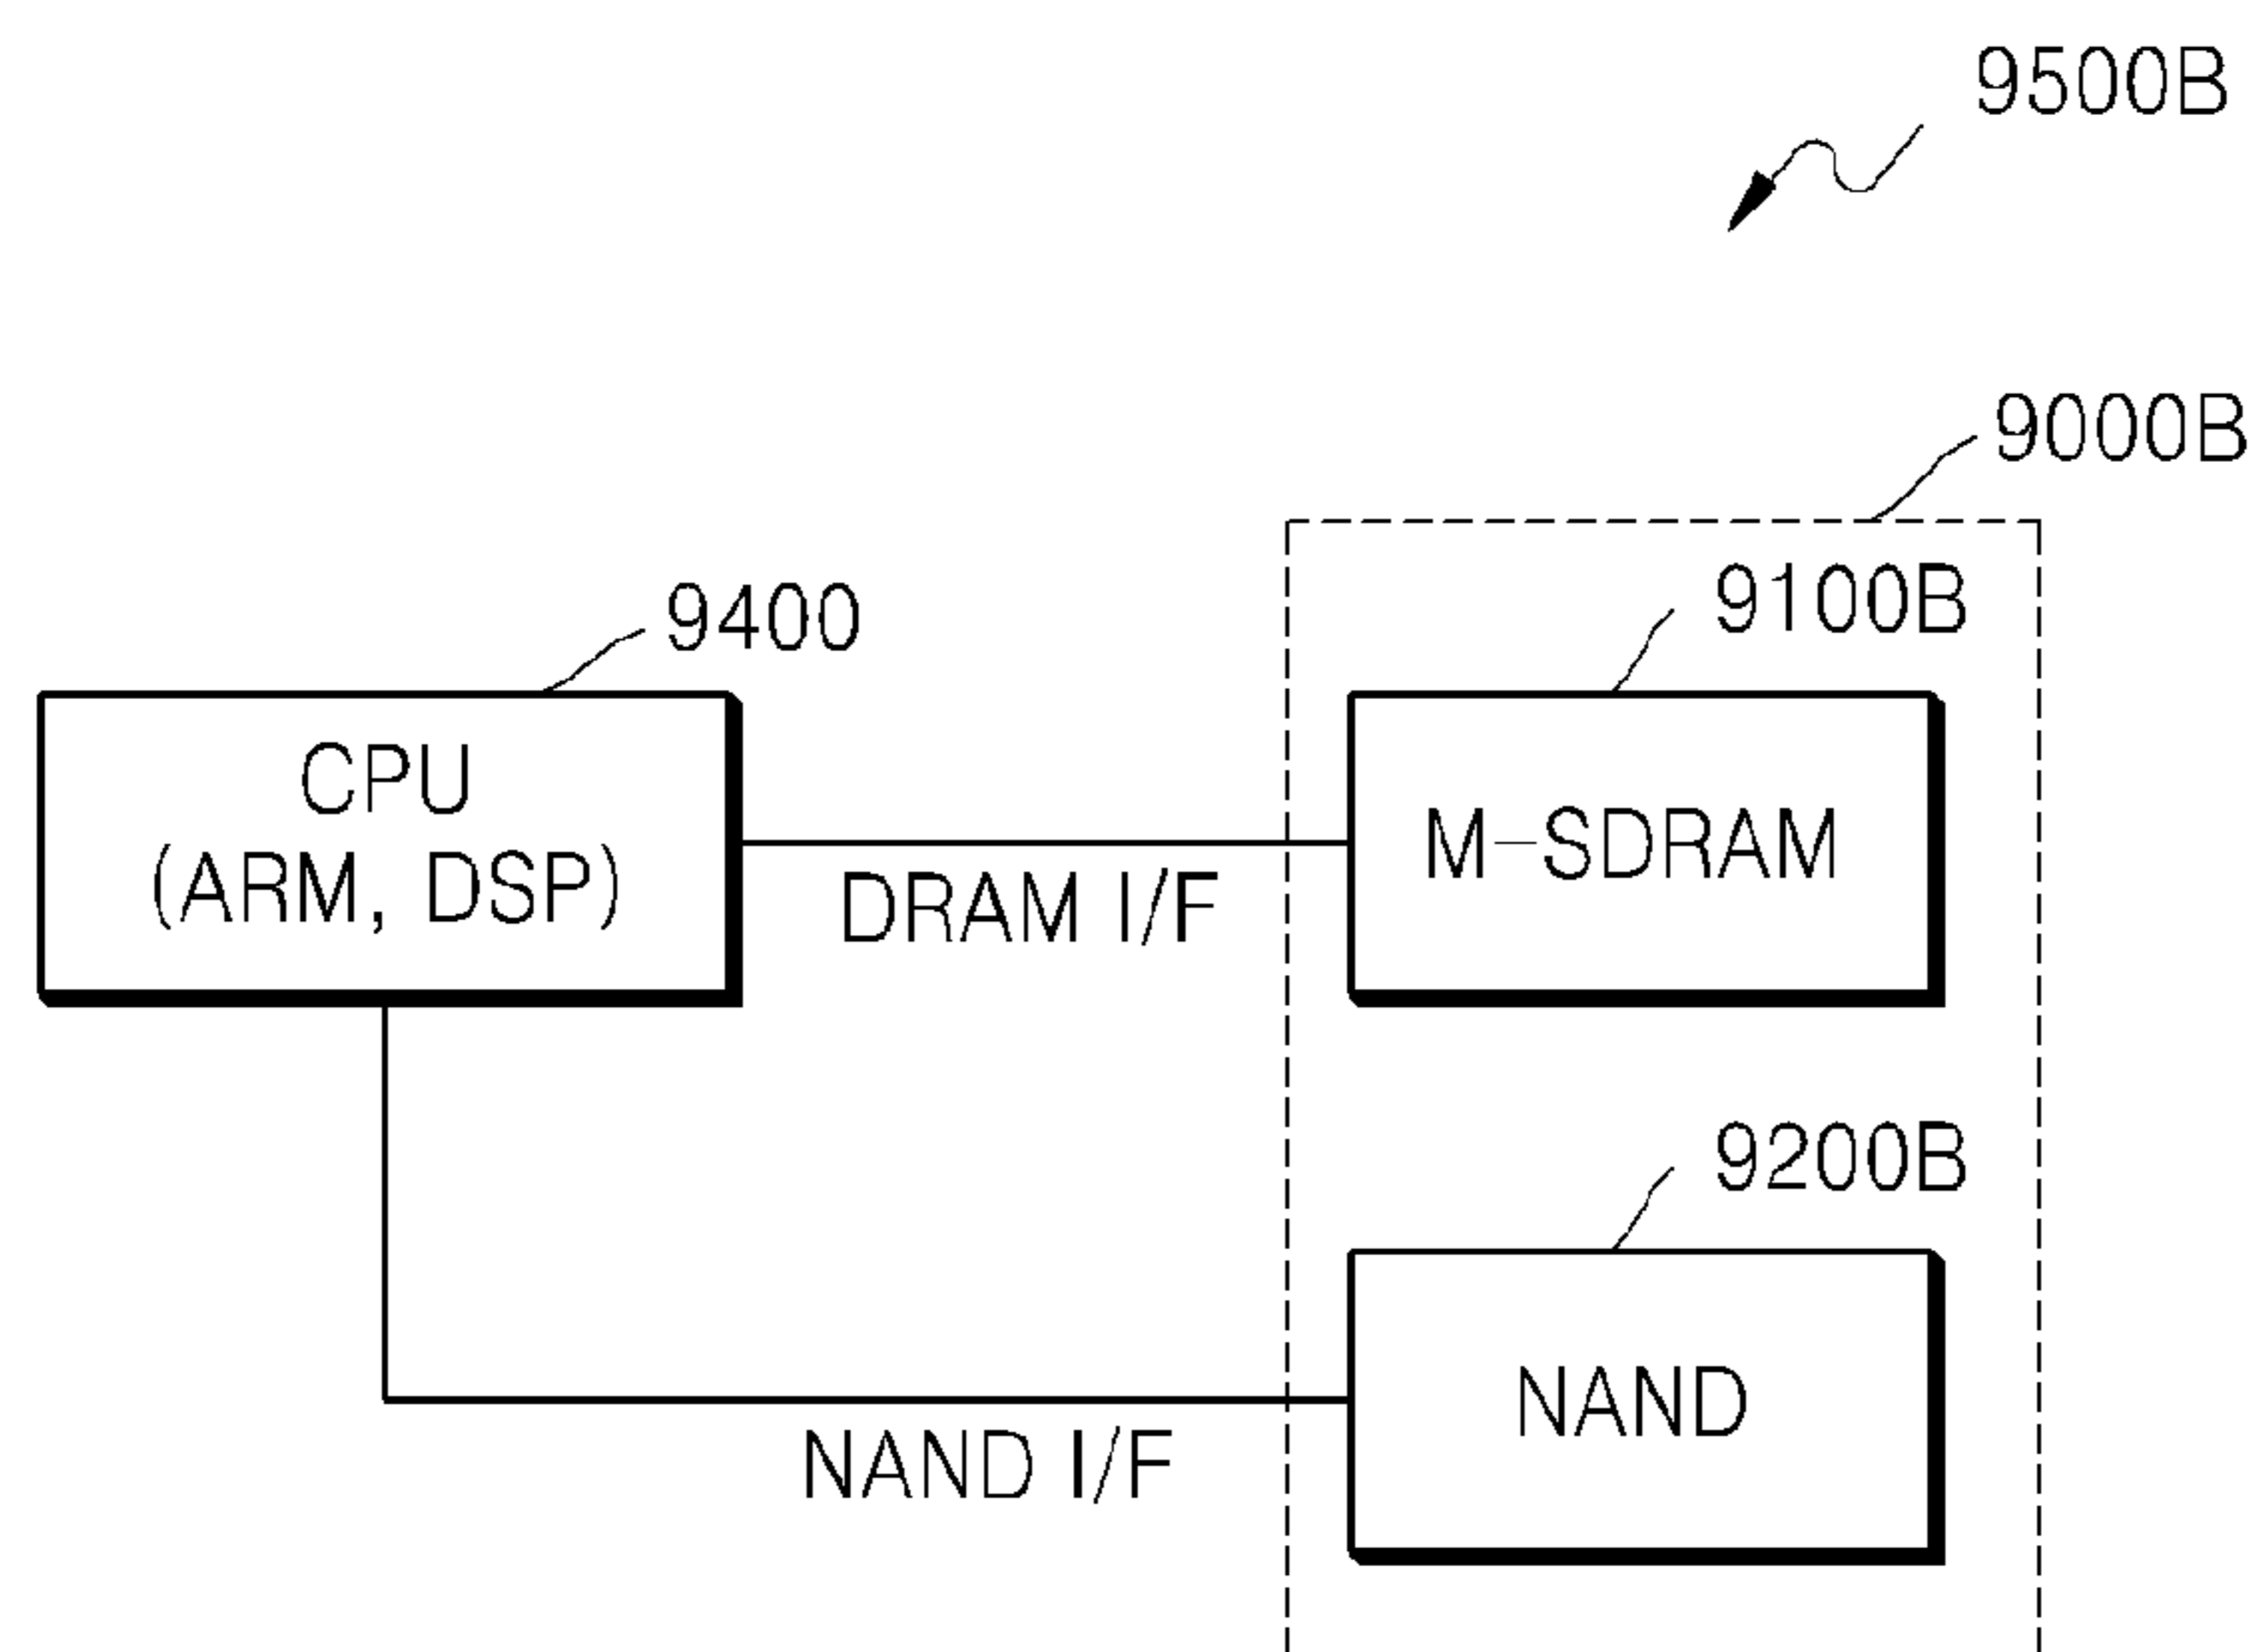 9500B
9000B
9400
9100B
CPU
(ARM, DSP)
M-SDRAM
DRAM I/F
9200B
NAND
NAND I/F